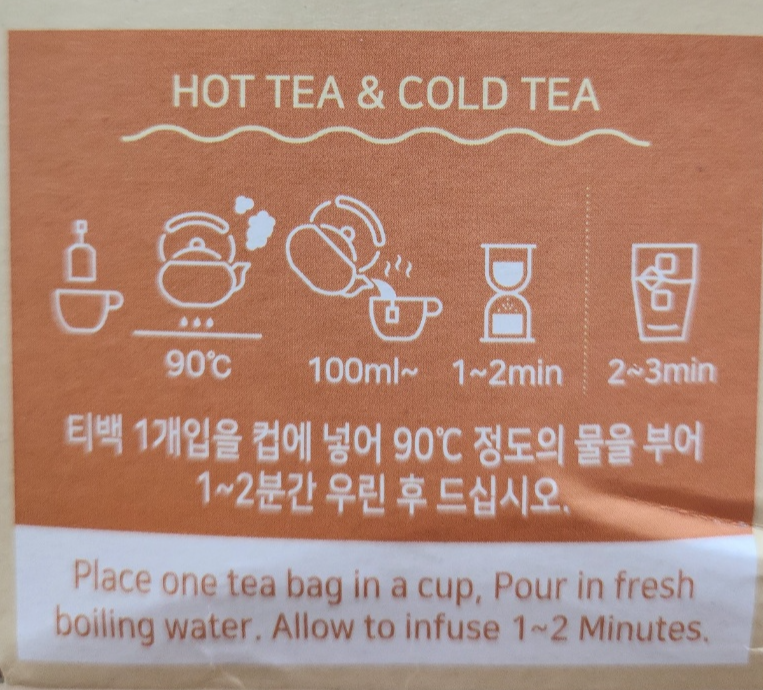 HOT TEA & COLD TEA
90℃ 100ml~ 1~2min 2~3min
티백 1개입을 컵에 넣어 90℃ 정도의 물을 부어
1~2분간 우린 후 드십시오.
Place one tea bag in a cup, Pour in fresh
boiling water. Allow to infuse 1~2 Minutes.